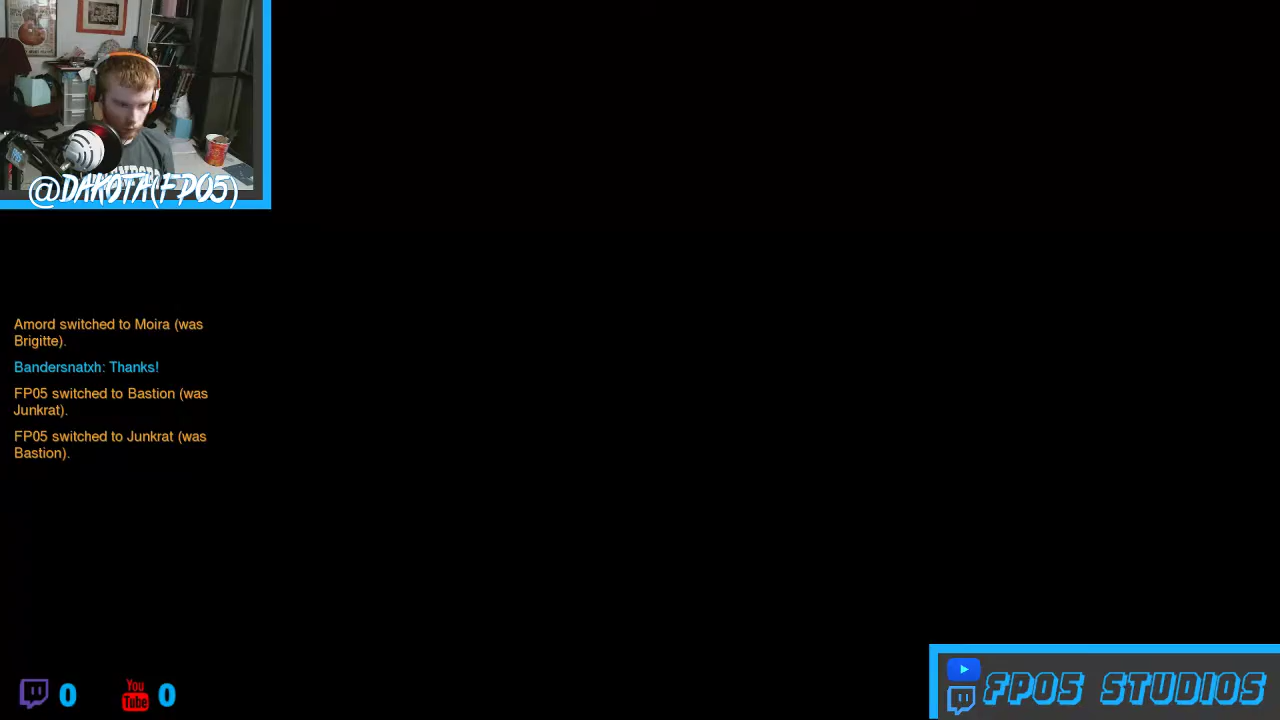 @DAKOTA(FP05)
Amord switched to Moira (was
Brigitte).
Bandersnatxh: Thanks!
FP05 switched to Bastion (was
Junkrat).
FP05 switched to Junkrat (was
Bastion).
0
You
Tube
0
FP05 STUDIOS